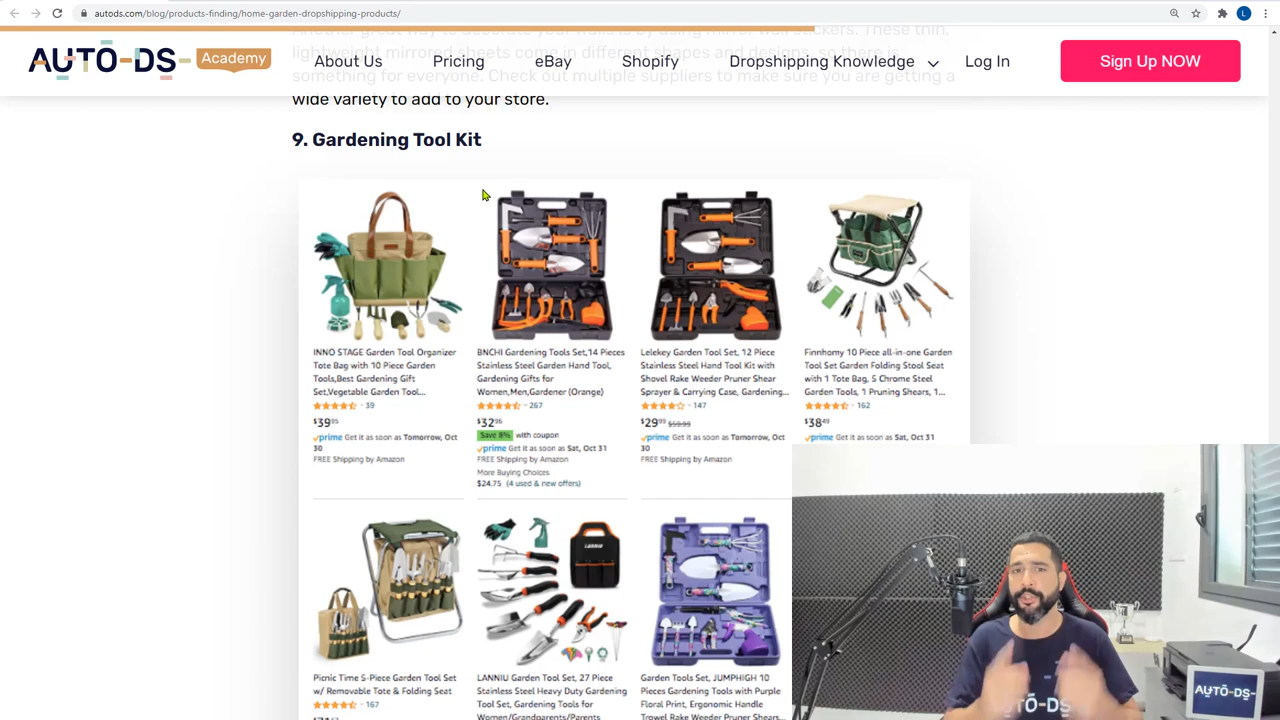 autods.com/blog/products-finding/home-garden-dropshipping-products/
L
AUTO-DS-
Academy
About Us
Pricing
eBay
Shopify
Dropshipping Knowledge
Log In
Sign Up NOW
Another great way to decorate your walls is by using mirror wall stickers. These thin,
lightweight mirrored sheets come in different shapes and designs, so there is
something for everyone. Check out multiple suppliers to make sure you are getting a
wide variety to add to your store.
9. Gardening Tool Kit
INNO STAGE Garden Tool Organizer
Tote Bag with 10 Piece Garden
Tools,Best Gardening Gift
Set,Vegetable Garden Tool...
39
$39 95
prime Get it as soon as Tomorrow, Oct
30
FREE Shipping by Amazon
BNCHI Gardening Tools Set,14 Pieces
Stainless Steel Garden Hand Tool,
Gardening Gifts for
Women,Men,Gardener (Orange)
267
$32 96
Save 8% with coupon
prime Get it as soon as Sat, Oct 31
FREE Shipping by Amazon
More Buying Choices
$24.75 (4 used & new offers)
Lelekey Garden Tool Set, 12 Piece
Stainless Steel Hand Tool Kit with
Shovel Rake Weeder Pruner Shear
Sprayer & Carrying Case, Gardening...
147
$29 99 $59.99
prime Get it as soon as Tomorrow, Oct
30
FREE Shipping by Amazon
Finnhomy 10 Piece all-in-one Garden
Tool Set Garden Folding Stool Seat
with 1 Tote Bag, 5 Chrome Steel
Garden Tools, 1 Pruning Shears, 1...
162
$38
prime Get it as soon as Sat, Oct 31
LANNIU
Picnic Time 5-Piece Garden Tool Set
w/ Removable Tote & Folding Seat
167
LANNIU Garden Tool Set, 27 Piece
Stainless Steel Heavy Duty Gardening
Tool Set, Gardening Tools for
Women/Grandparents/Parents
Garden Tools Set, JUMPHIGH 10
Pieces Gardening Tools with Purple
Floral Print, Ergonomic Handle
Trowel Rake Weeder Pruner Shears...
AUTO-DS-
AUTO-DS-